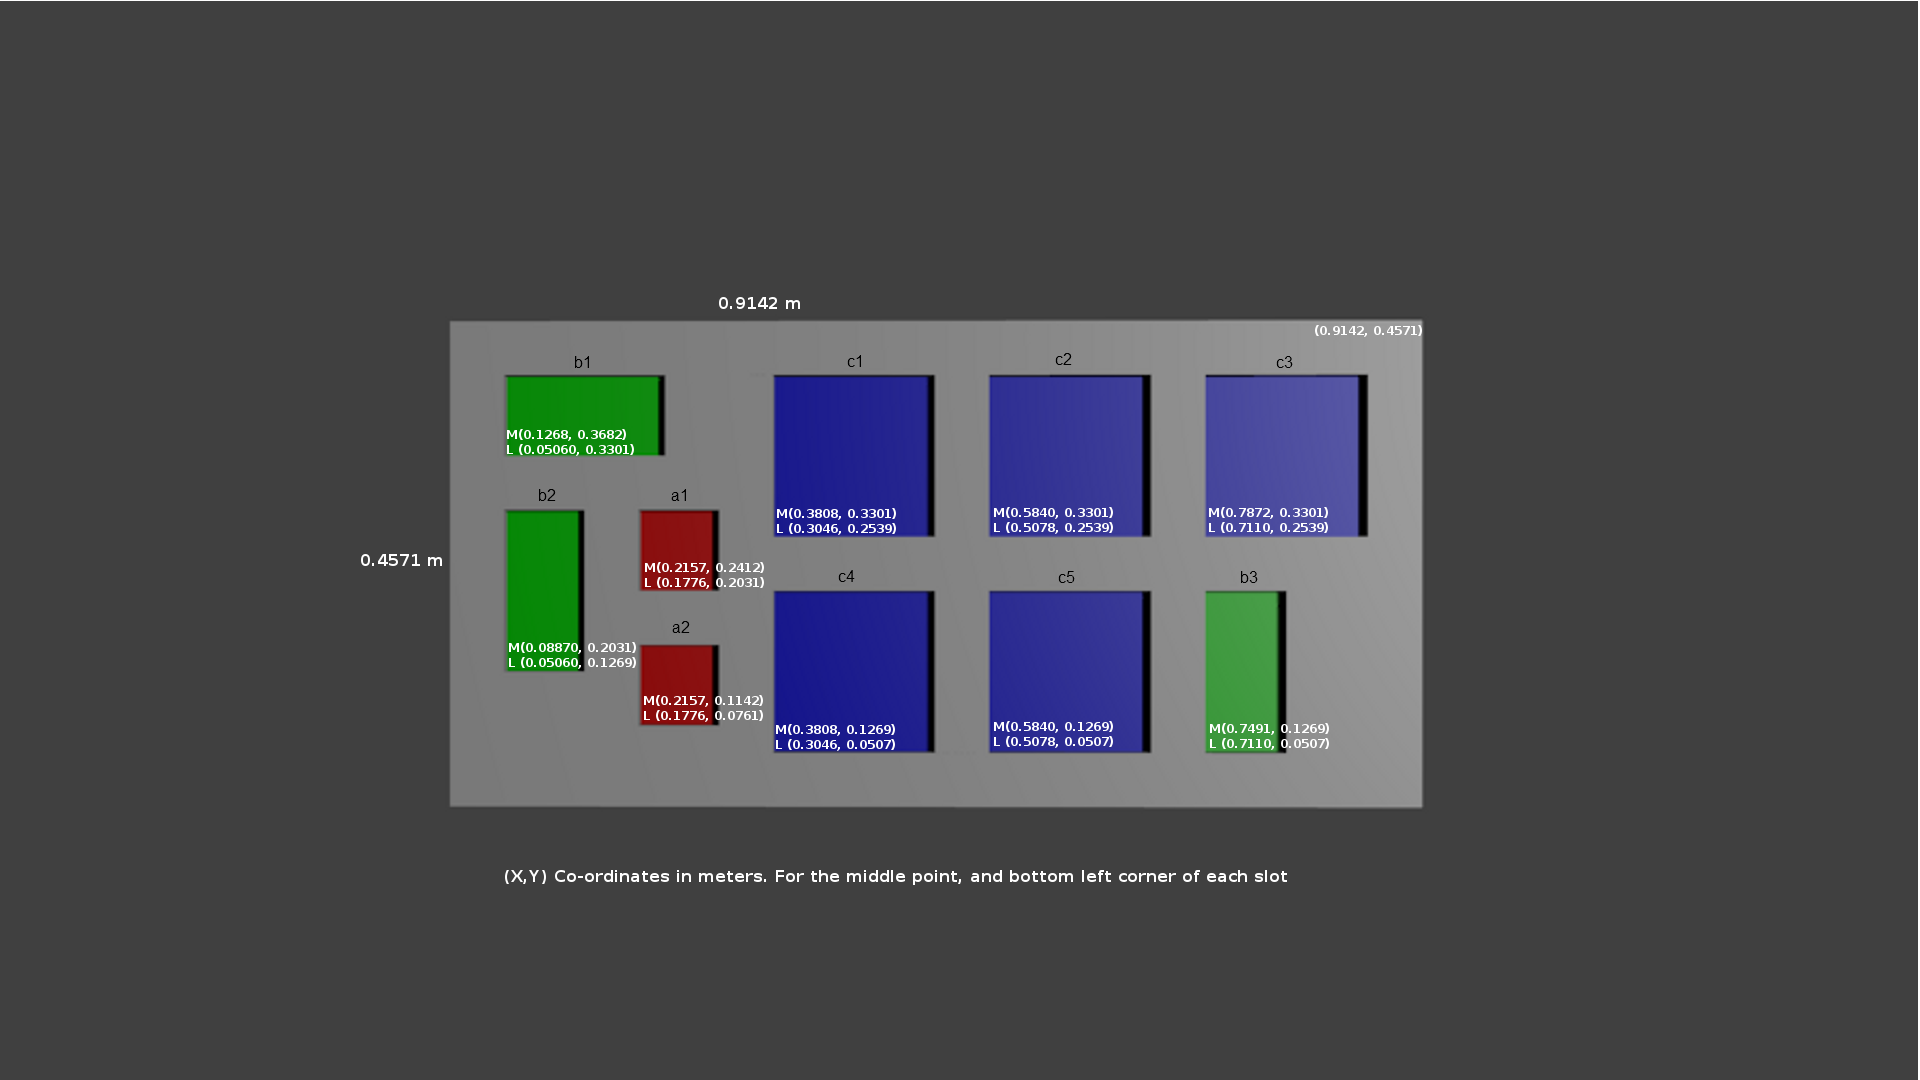 0.9142 m
(0.9142, 0.4571)
b1
c1
c2
c3
M(0.1268, 0.3682)
L (0.05060, 0.3301)
b2
a1
M(0.3808, 0.3301)
L (0.3046, 0.2539)
M(0.5840, 0.3301)
L (0.5078, 0.2539)
M(0.7872, 0.3301)
L (0.7110, 0.2539)
0.4571 m
M(0.2157, 0.2412)
L (0.1776, 0.2031)
c4
c5
b3
a2
M(0.08870, 0.2031)
L (0.05060, 0.1269)
M(0.2157, 0.1142)
L (0.1776, 0.0761)
M(0.3808, 0.1269)
L (0.3046, 0.0507)
M(0.5840, 0.1269)
L (0.5078, 0.0507)
M(0.7491, 0.1269)
L (0.7110, 0.0507)
(X,Y) Co-ordinates in meters. For the middle point, and bottom left corner of each slot